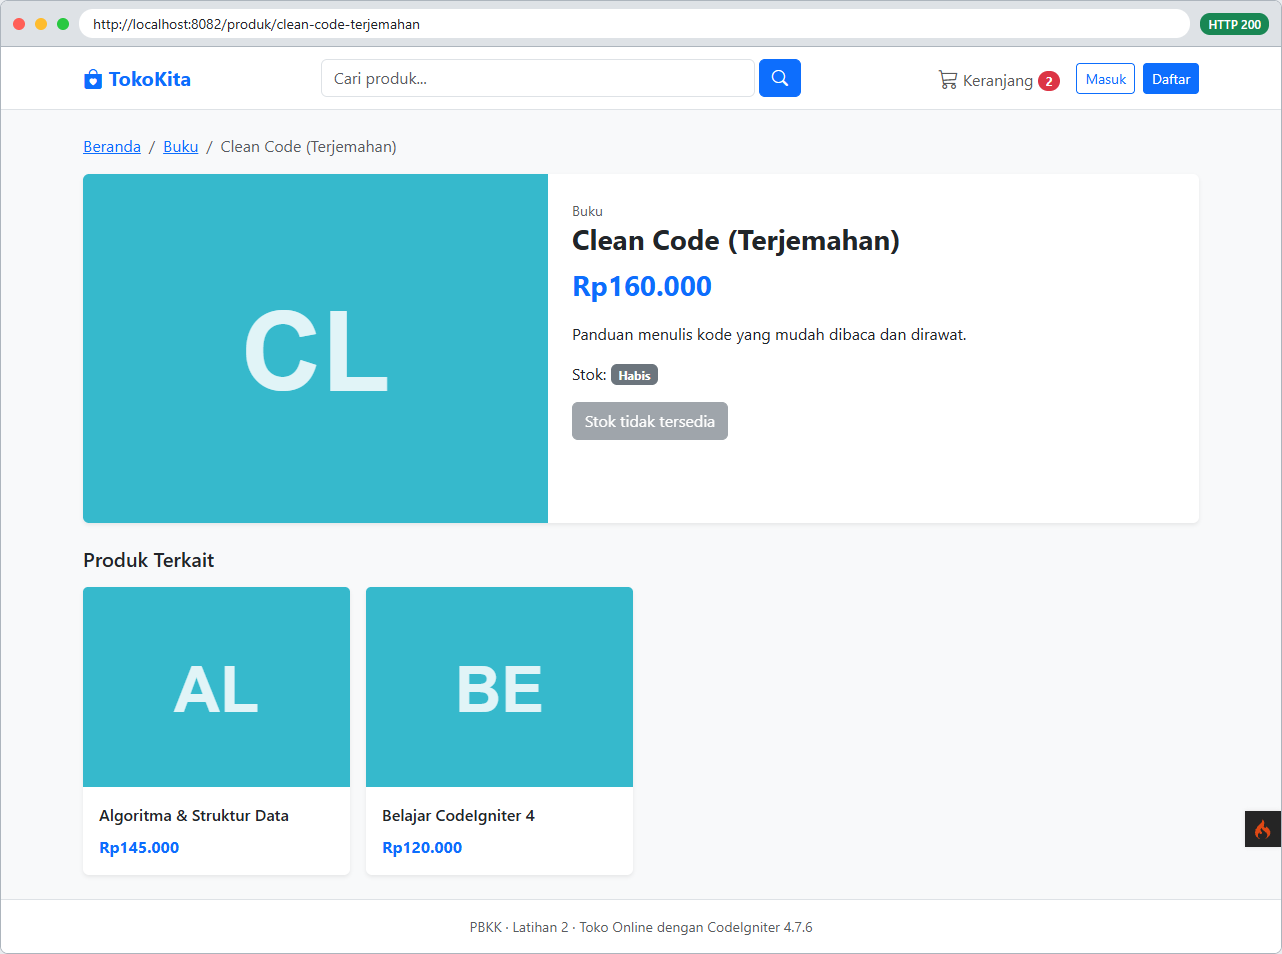 http://localhost:8082/produk/clean-code-terjemahan HTTP 200
TokoKita Cari produk... Keranjang 2 Masuk Daftar
Beranda / Buku / Clean Code (Terjemahan)
CL
Buku
Clean Code (Terjemahan)
Rp160.000
Panduan menulis kode yang mudah dibaca dan dirawat.
Stok: Habis
Stok tidak tersedia
Produk Terkait
AL
Algoritma & Struktur Data
Rp145.000
BE
Belajar CodeIgniter 4
Rp120.000
PBKK · Latihan 2 · Toko Online dengan CodeIgniter 4.7.6